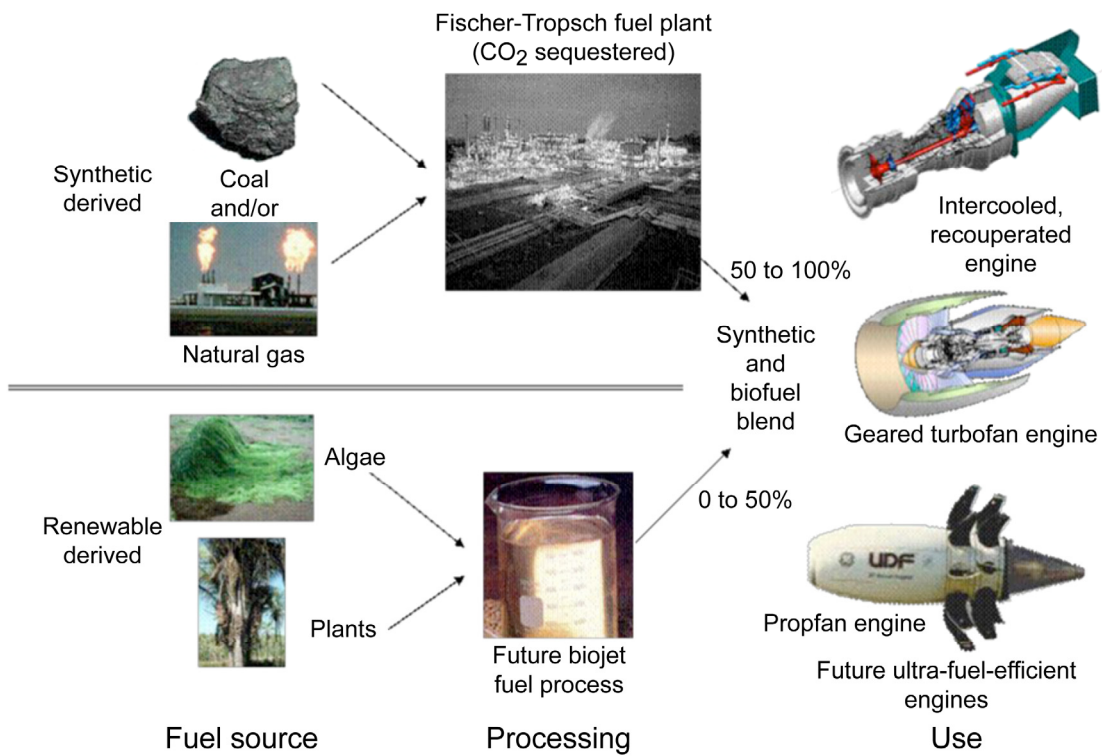 Fischer-Tropsch fuel plant
(CO2 sequestered)
Synthetic
derived
Coal
and/or
Natural gas
Intercooled,
recouperated
engine
50 to 100%
Synthetic
and
biofuel
blend
Geared turbofan engine
Renewable
derived
Algae
Plants
0 to 50%
Future biojet
fuel process
UDF
Propfan engine
Future ultra-fuel-efficient
engines
Fuel source
Processing
Use